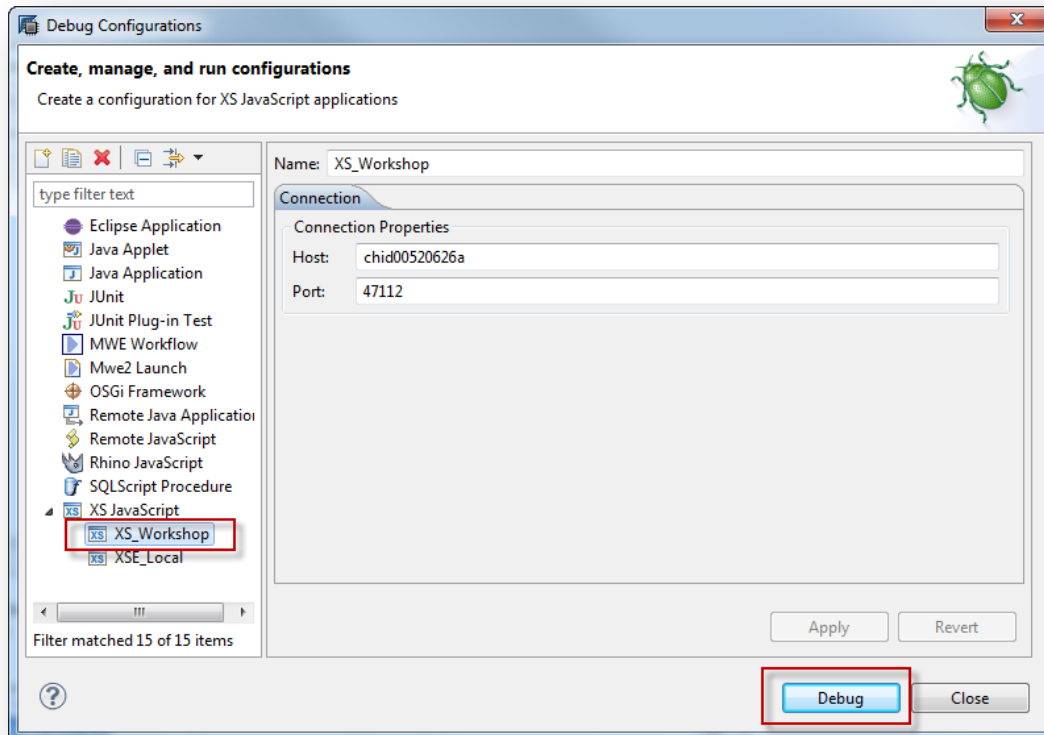 Debug Configurations
Create, manage, and run configurations
Create a configuration for XS JavaScript applications
type filter text
Eclipse Application
Java Applet
Java Application
JUnit
JUnit Plug-in Test
MWE Workflow
Mwe2 Launch
OSGi Framework
Remote Java Application
Remote JavaScript
Rhino JavaScript
SQLScript Procedure
XS JavaScript
XS_Workshop
XSE_Local
Filter matched 15 of 15 items
Name: XS_Workshop
Connection
Connection Properties
Host: chid00520626a
Port: 47112
Apply Revert
Debug Close